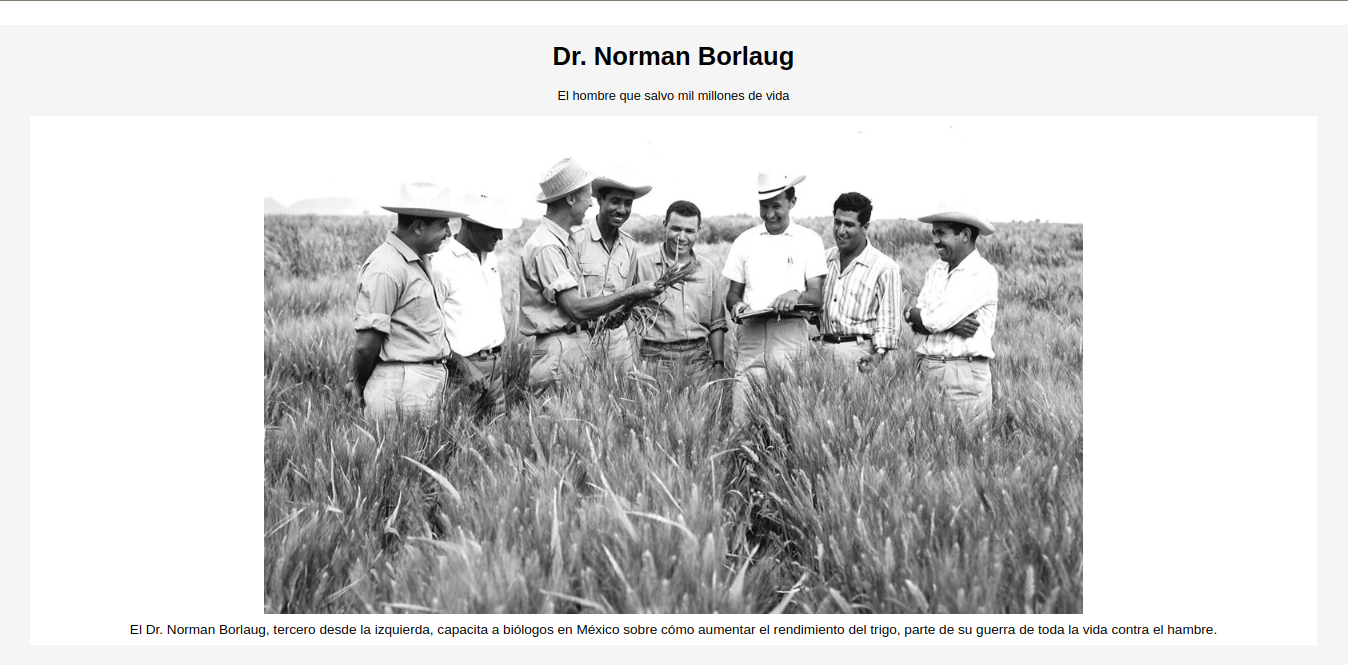 Dr. Norman Borlaug
El hombre que salvo mil millones de vida
El Dr. Norman Borlaug, tercero desde la izquierda, capacita a biólogos en México sobre cómo aumentar el rendimiento del trigo, parte de su guerra de toda la vida contra el hambre.